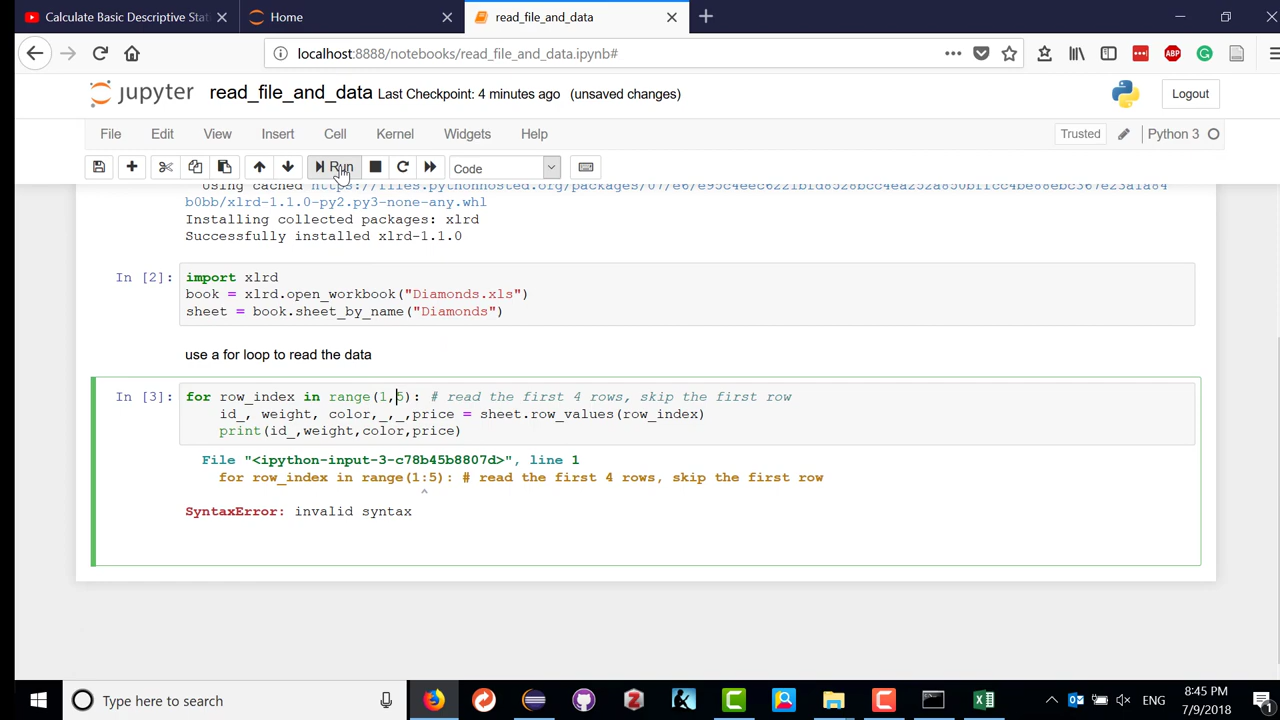 Calculate Basic Descriptive Stat
Home
read_file_and_data
localhost:8888/notebooks/read_file_and_data.ipynb#
ABP
jupyter read_file_and_data Last Checkpoint: 4 minutes ago (unsaved changes)
Logout
File Edit View Insert Cell Kernel Widgets Help
Trusted
Python 3
Run
Code
Using cached
b0bb/xlrd-1.1.0-py2.py3-none-any.whl
Installing collected packages: xlrd
Successfully installed xlrd-1.1.0
In [2]: import xlrd
book = xlrd.open_workbook("Diamonds.xls")
sheet = book.sheet_by_name("Diamonds")
use a for loop to read the data
In [3]: for row_index in range(1,5): # read the first 4 rows, skip the first row
id_, weight, color,_,_,price = sheet.row_values(row_index)
print(id_,weight,color,price)
File "<ipython-input-3-c78b45b8807d>", line 1
for row_index in range(1:5): # read the first 4 rows, skip the first row
^
SyntaxError: invalid syntax
Type here to search
ENG
8:45 PM
7/9/2018